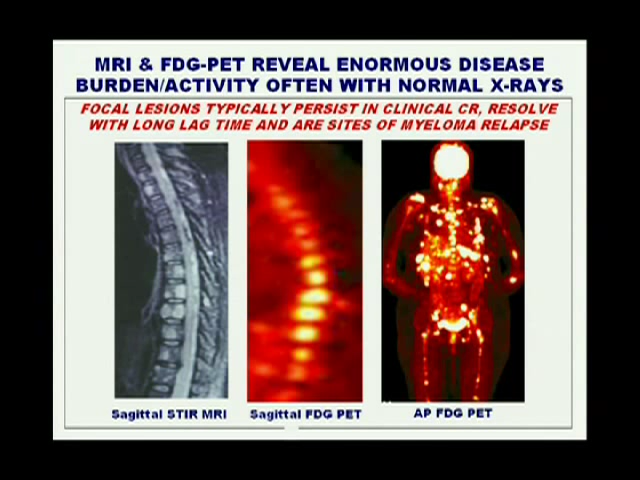 MRI & FDG-PET REVEAL ENORMOUS DISEASE
BURDEN/ACTIVITY OFTEN WITH NORMAL X-RAYS
FOCAL LESIONS TYPICALLY PERSIST IN CLINICAL CR, RESOLVE
WITH LONG LAG TIME AND ARE SITES OF MYELOMA RELAPSE
Sagittal STIR MRI
Sagittal FDG PET
AP FDG PET